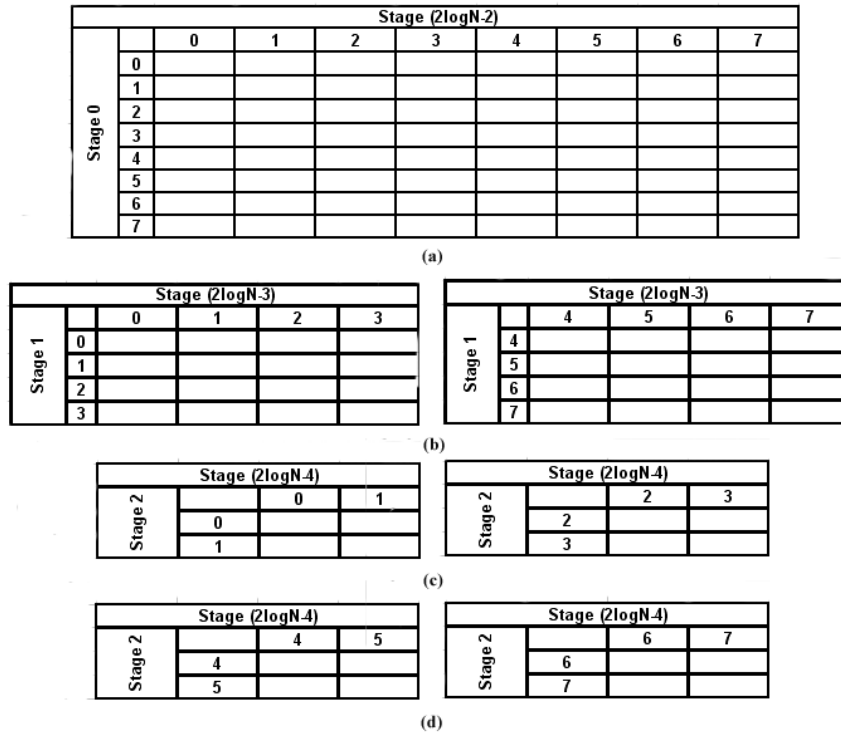 Stage (2logN-2)
0 1 2 3 4 5 6 7
Stage 0
0
1
2
3
4
5
6
7
(a)
Stage (2logN-3)
0 1 2 3
Stage 1
0
1
2
3
Stage (2logN-3)
4 5 6 7
Stage 1
4
5
6
7
(b)
Stage (2logN-4)
0 1
Stage 2
0
1
Stage (2logN-4)
2 3
Stage 2
2
3
(c)
Stage (2logN-4)
4 5
Stage 2
4
5
Stage (2logN-4)
6 7
Stage 2
6
7
(d)